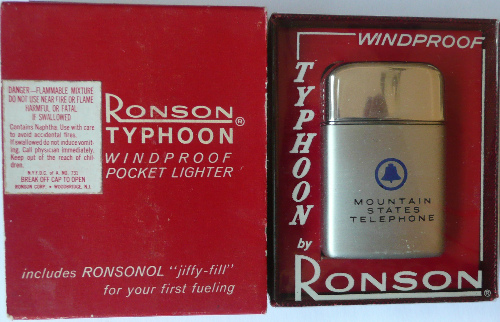 DANGER—FLAMMABLE MIXTURE
DO NOT USE NEAR FIRE OR FLAME
HARMFUL OR FATAL
IF SWALLOWED
Contains Naphtha. Use with care
to avoid accidental fires.
If swallowed do not induce vomit-
ing. Call physician immediately.
Keep out of the reach of chil-
dren.
N.Y.F.D.C. of A. NO. 731
BREAK OFF CAP TO OPEN
RONSON CORP. • WOODBRIDGE, N.J.
RONSON®
TYPHOON
WINDPROOF
POCKET LIGHTER
includes RONSONOL "jiffy-fill"
for your first fueling
WINDPROOF
TYPHOON
by
RONSON®
MOUNTAIN
STATES
TELEPHONE